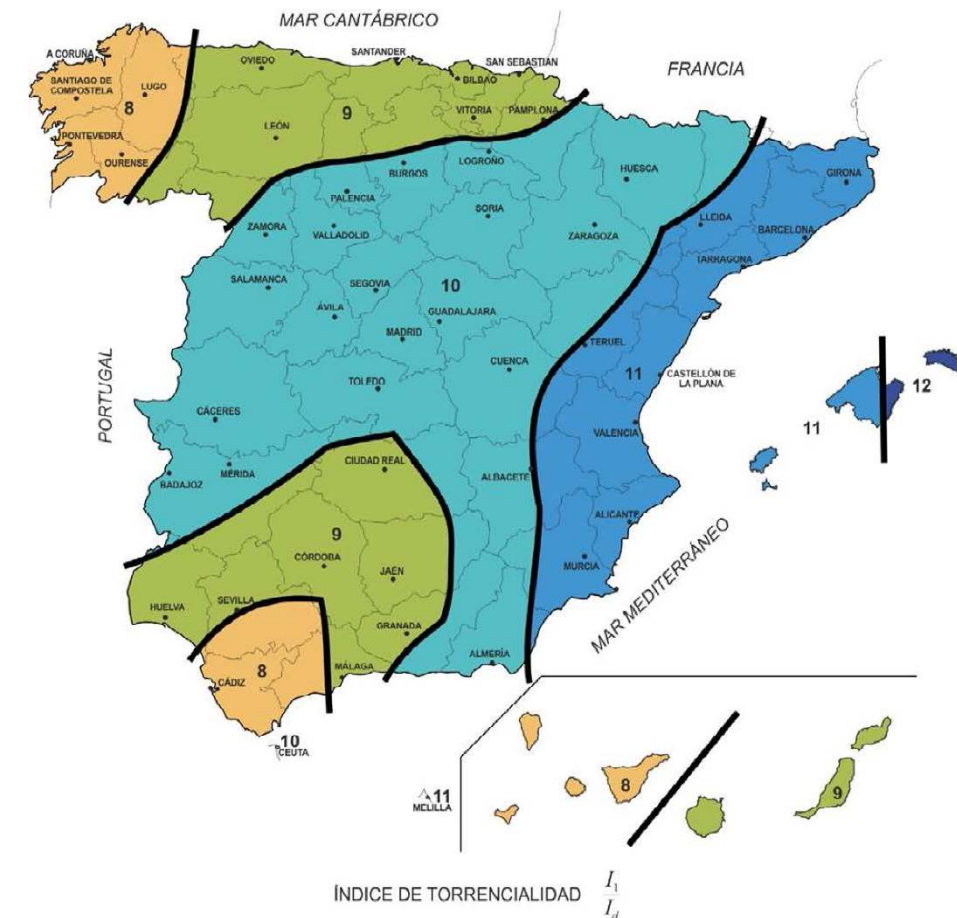 MAR CANTÁBRICO
A CORUÑA
OVIEDO
SANTANDER
SAN SEBASTIÁN
FRANCIA
SANTIAGO DE
COMPOSTELA
LUGO
BILBAO
8
9
VITORIA
PAMPLONA
LEÓN
PONTEVEDRA
OURENSE
LOGROÑO
BURGOS
HUESCA
GIRONA
PALENCIA
SORIA
LLEIDA
ZAMORA
VALLADOLID
ZARAGOZA
BARCELONA
TARRAGONA
SALAMANCA
SEGOVIA
10
ÁVILA
GUADALAJARA
MADRID
TERUEL
CUENCA
PORTUGAL
TOLEDO
11
CASTELLÓN DE
LA PLANA
12
CÁCERES
11
VALENCIA
CIUDAD REAL
MÉRIDA
BADAJOZ
ALBACETE
ALICANTE
9
CÓRDOBA
MURCIA
JAÉN
MAR MEDITERRÁNEO
SEVILLA
HUELVA
GRANADA
ALMERÍA
MÁLAGA
8
CÁDIZ
10
CEUTA
11
MELILLA
8
9
ÍNDICE DE TORRENCIALIDAD I1
Id